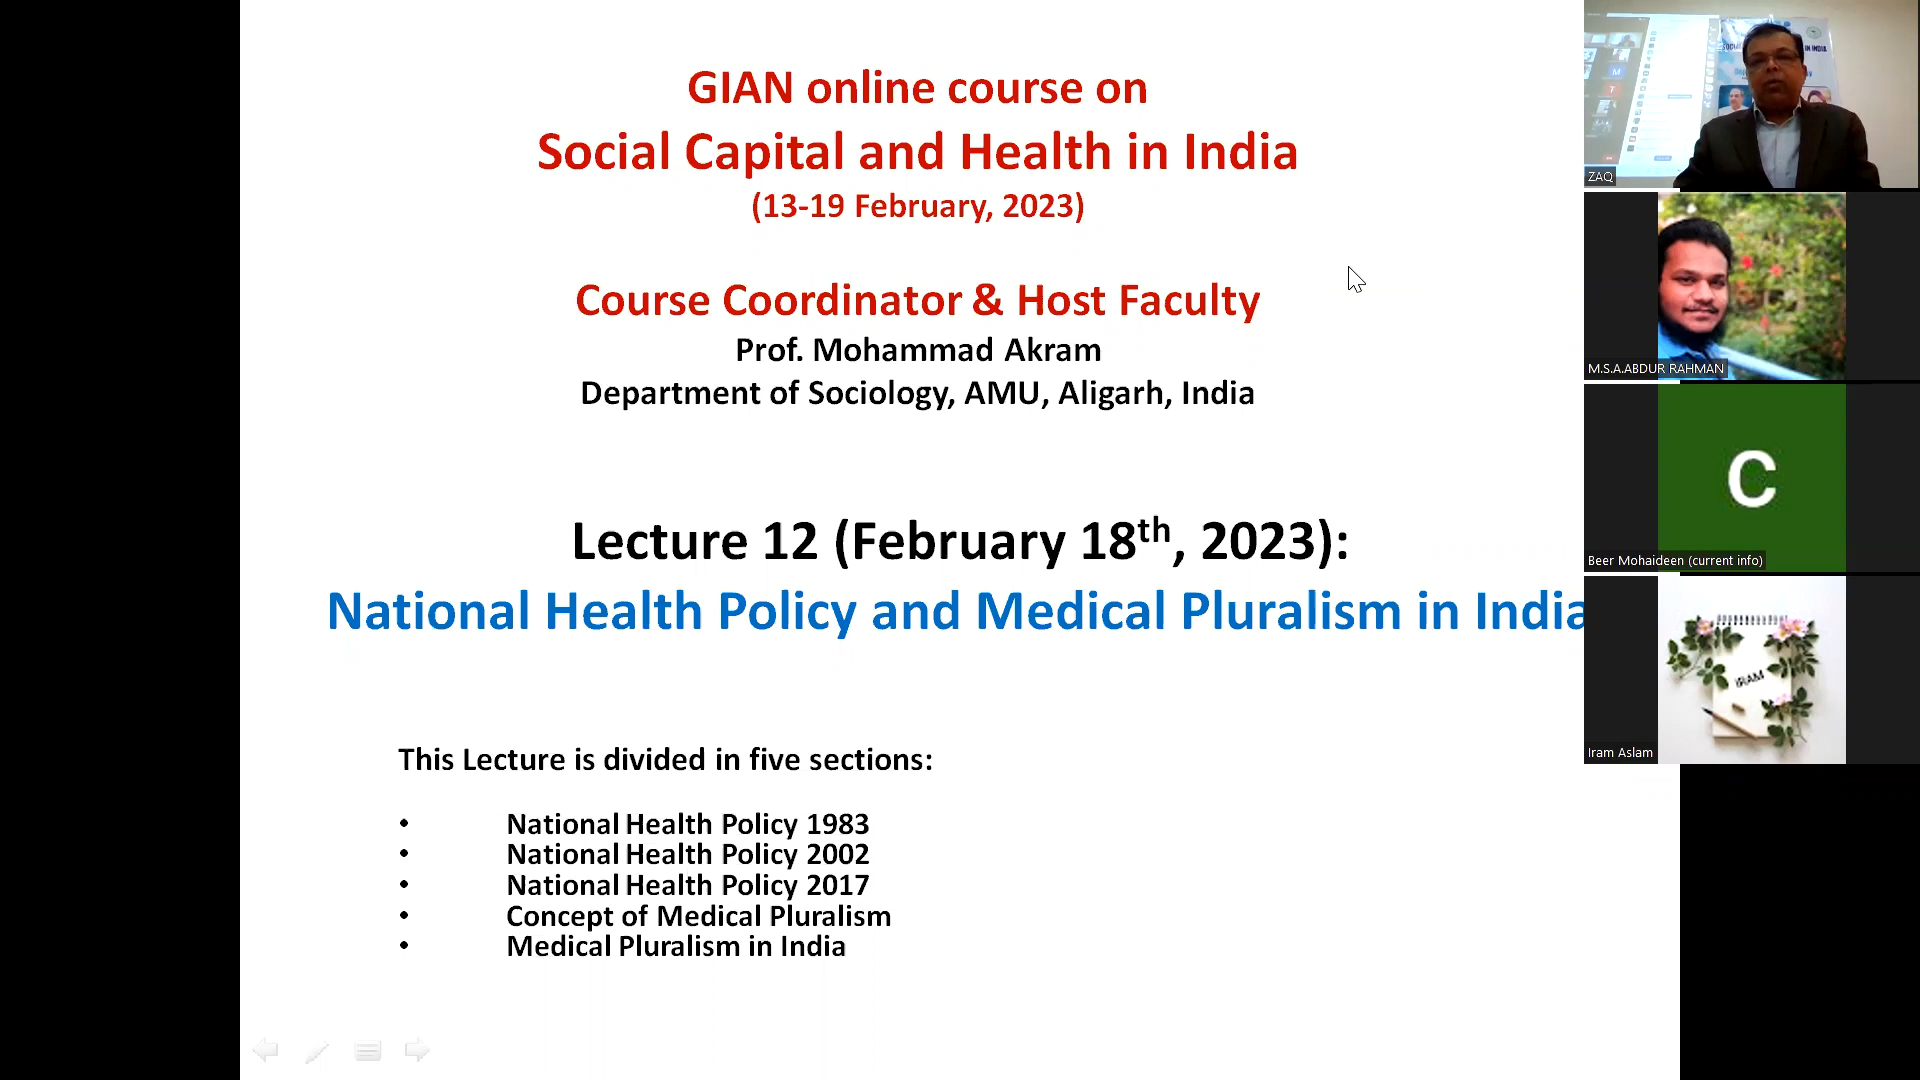 GIAN online course on
Social Capital and Health in India
(13-19 February, 2023)
Course Coordinator & Host Faculty
Prof. Mohammad Akram
Department of Sociology, AMU, Aligarh, India
Lecture 12 (February 18th, 2023):
National Health Policy and Medical Pluralism in India
This Lecture is divided in five sections:
• National Health Policy 1983
• National Health Policy 2002
• National Health Policy 2017
• Concept of Medical Pluralism
• Medical Pluralism in India
IN INDIA
ZAQ
M.S.A.ABDUR RAHMAN
C
Beer Mohaideen (current info)
IRAM
Iram Aslam